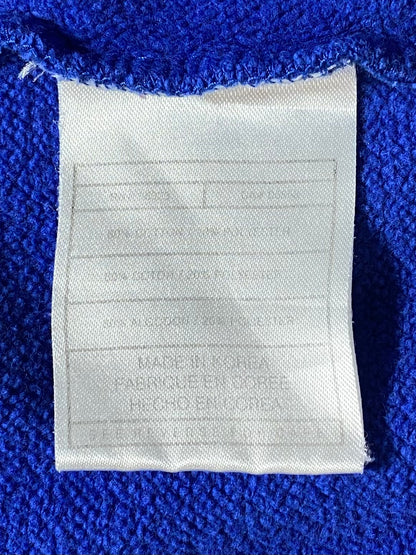 80% COTTON / 20% POLYESTER
80% COTON / 20% POLYESTER
80% ALGODON / 20% POLIESTER
MADE IN KOREA
FABRIQUE EN COREE
HECHO EN COREA